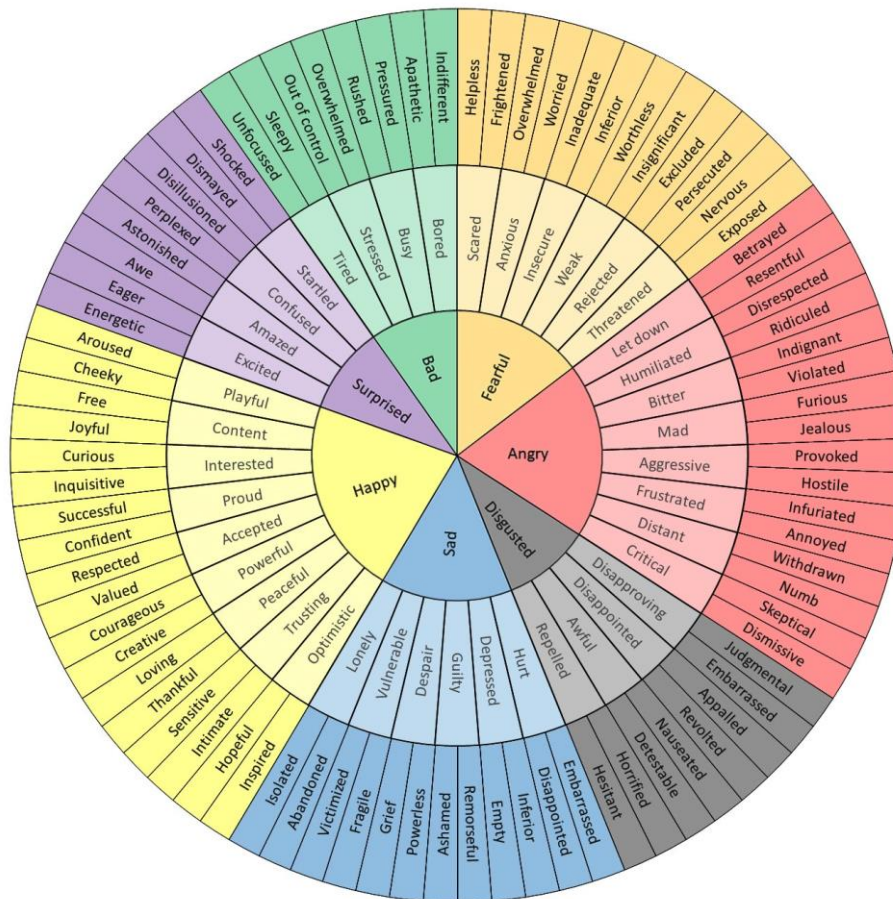 Fearful
Angry
Disgusted
Sad
Happy
Surprised
Bad
Scared
Anxious
Insecure
Weak
Rejected
Threatened
Let down
Humiliated
Bitter
Mad
Aggressive
Frustrated
Distant
Critical
Disapproving
Disappointed
Awful
Repelled
Hurt
Depressed
Guilty
Despair
Vulnerable
Lonely
Optimistic
Trusting
Peaceful
Powerful
Accepted
Proud
Interested
Content
Playful
Excited
Amazed
Confused
Startled
Tired
Stressed
Busy
Bored
Helpless
Frightened
Overwhelmed
Worried
Inadequate
Inferior
Worthless
Insignificant
Excluded
Persecuted
Nervous
Exposed
Betrayed
Resentful
Disrespected
Ridiculed
Indignant
Violated
Furious
Jealous
Provoked
Hostile
Infuriated
Annoyed
Withdrawn
Numb
Skeptical
Dismissive
Judgmental
Embarrassed
Appalled
Revolted
Nauseated
Detestable
Horrified
Hesitant
Embarrassed
Disappointed
Inferior
Empty
Remorseful
Ashamed
Powerless
Grief
Fragile
Victimized
Abandoned
Isolated
Inspired
Hopeful
Intimate
Sensitive
Thankful
Loving
Creative
Courageous
Valued
Respected
Confident
Successful
Inquisitive
Curious
Joyful
Free
Cheeky
Aroused
Energetic
Eager
Awe
Astonished
Perplexed
Disillusioned
Dismayed
Shocked
Unfocussed
Sleepy
Out of control
Overwhelmed
Rushed
Pressured
Apathetic
Indifferent